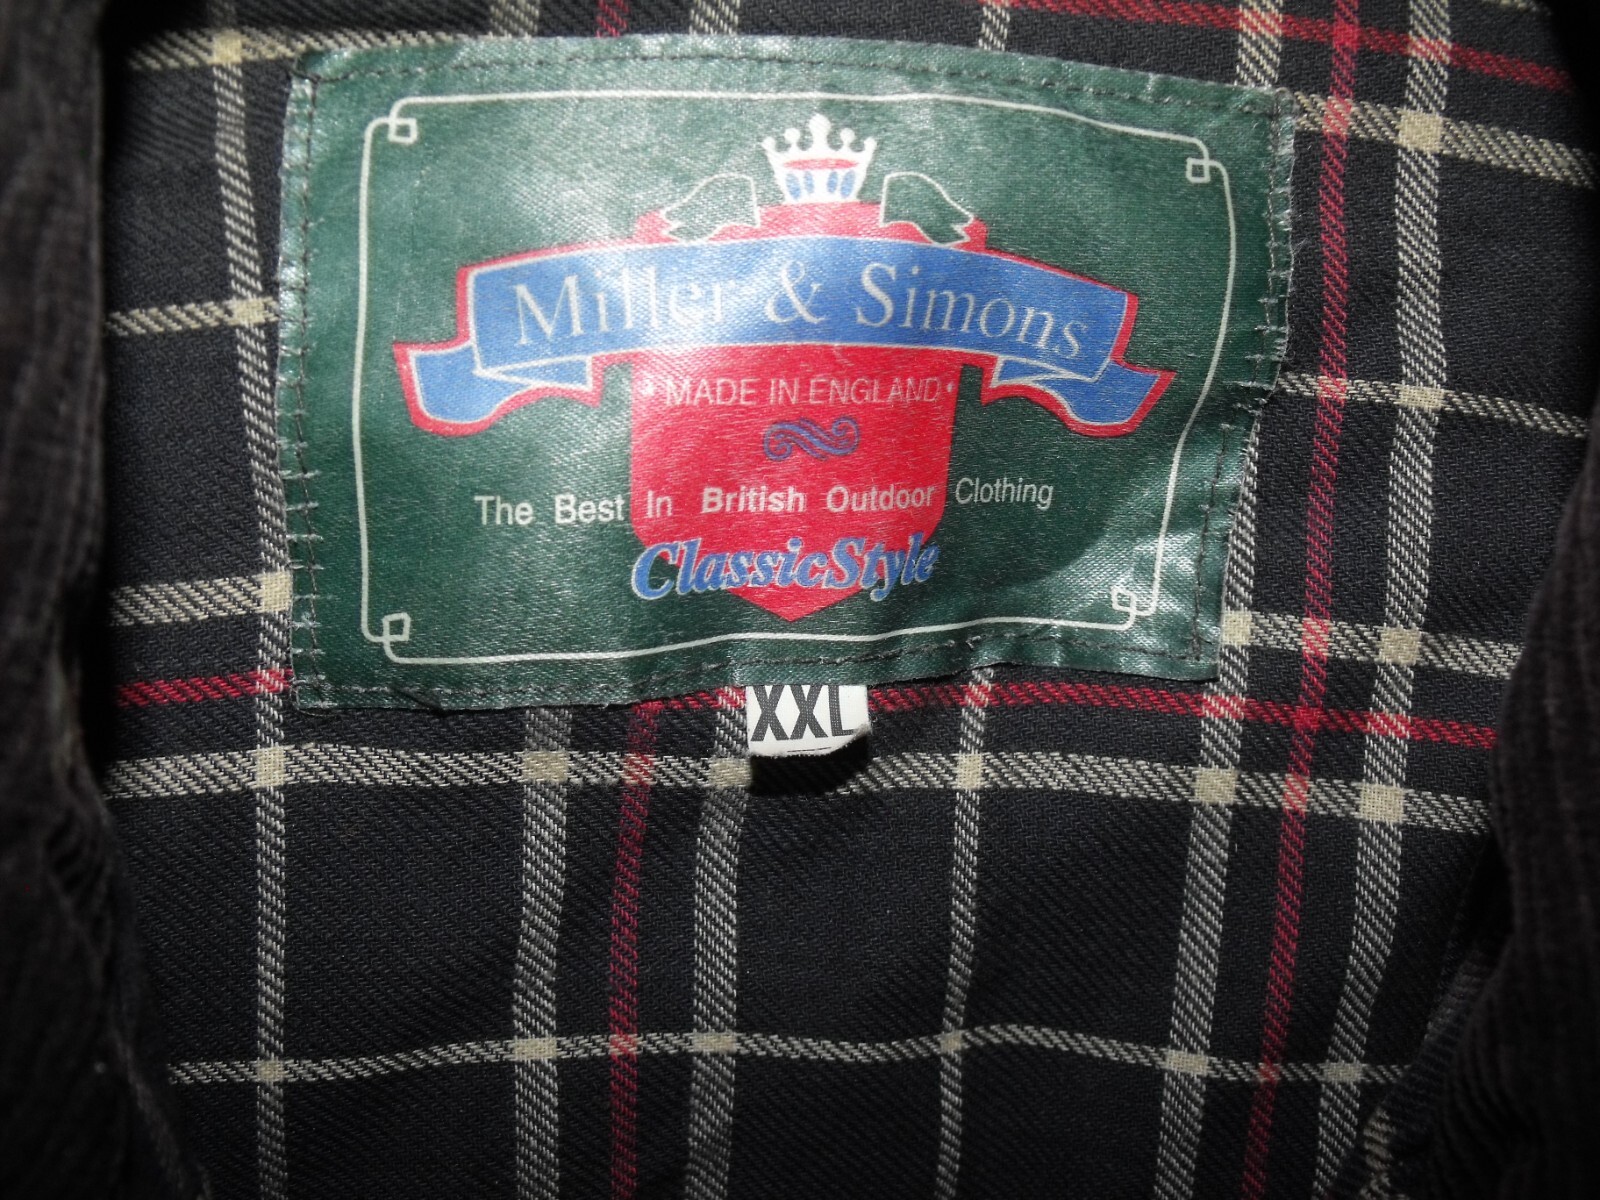 Miller & Simons
• MADE IN ENGLAND •
The Best In British Outdoor Clothing
ClassicStyle
XXL